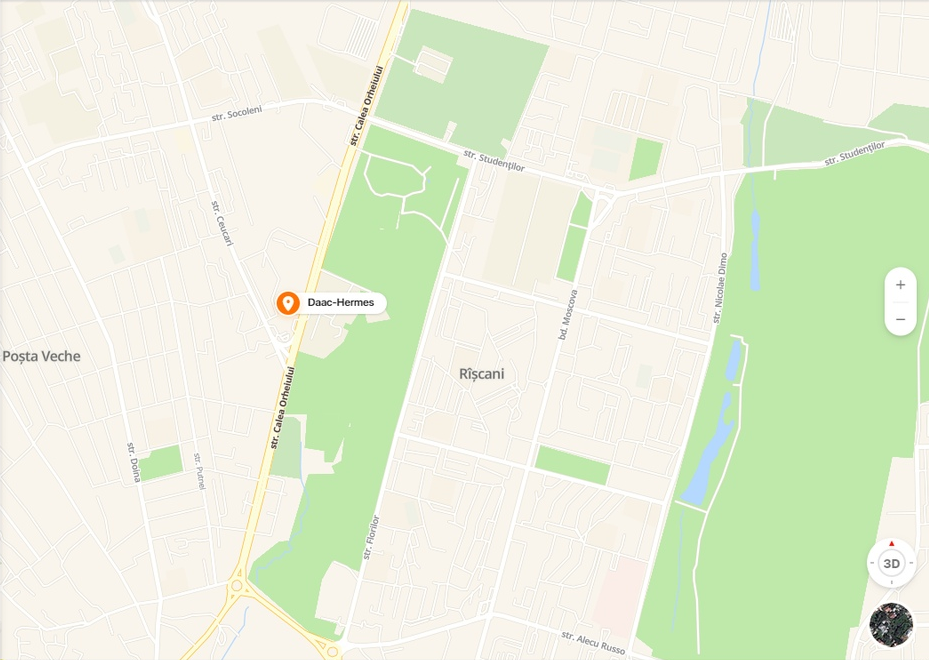 str. Calea Orheiului
str. Socoleni
str. Studenților
str. Studenților
str. Ceucari
str. Nicolae Dimo
+
Daac-Hermes
−
bd. Moscova
Poșta Veche
Rîșcani
str. Calea Orheiului
str. Doina
str. Putnei
str. Florilor
3D
str. Alecu Russo